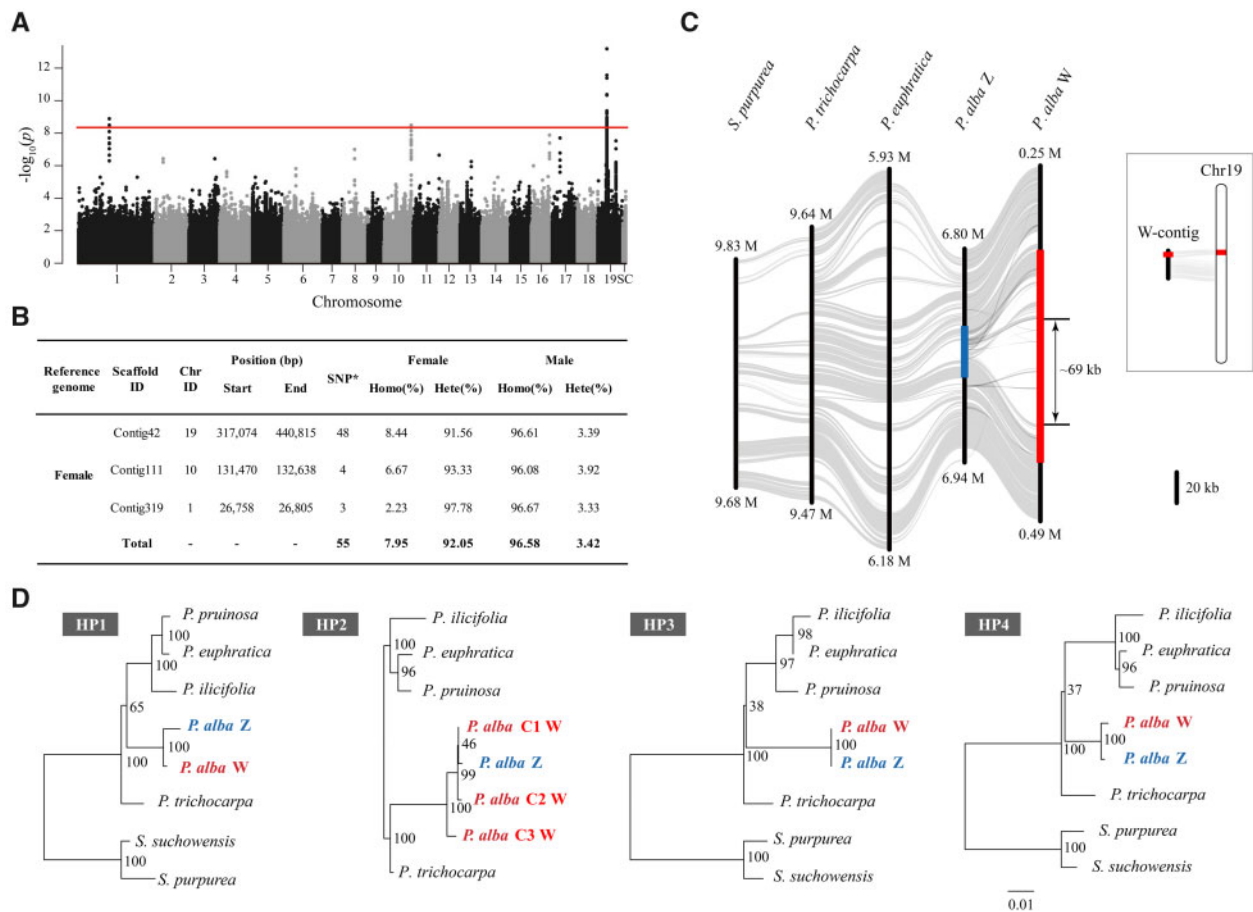 A
-log10(p)
12
10
8
6
4
2
0
1 2 3 4 5 6 7 8 9 10 11 12 13 14 15 16 17 18 19SC
Chromosome
B
Reference genome Scaffold ID Chr ID Position (bp) SNP* Female Male
Start End Homo(%) Hete(%) Homo(%) Hete(%)
Female
Contig42 19 317,074 440,815 48 8.44 91.56 96.61 3.39
Contig111 10 131,470 132,638 4 6.67 93.33 96.08 3.92
Contig319 1 26,758 26,805 3 2.23 97.78 96.67 3.33
Total - - - 55 7.95 92.05 96.58 3.42
C
S. purpurea
P. trichocarpa
P. euphratica
P. alba Z
P. alba W
9.83 M
9.64 M
5.93 M
6.80 M
0.25 M
9.68 M
9.47 M
6.18 M
6.94 M
0.49 M
~69 kb
Chr19
W-contig
20 kb
D
HP1
P. pruinosa
100
P. euphratica
100
P. ilicifolia
65
P. alba Z
100
100
P. alba W
P. trichocarpa
S. suchowensis
100
S. purpurea
HP2
P. ilicifolia
100
P. euphratica
96
P. pruinosa
P. alba C1 W
46
P. alba Z
99
P. alba C2 W
100
P. alba C3 W
100
P. trichocarpa
HP3
P. ilicifolia
98
P. euphratica
97
P. pruinosa
38
P. alba W
100
100
P. alba Z
P. trichocarpa
S. purpurea
100
S. suchowensis
HP4
P. ilicifolia
100
P. euphratica
96
P. pruinosa
37
P. alba W
100
100
P. alba Z
P. trichocarpa
S. purpurea
100
S. suchowensis
0.01